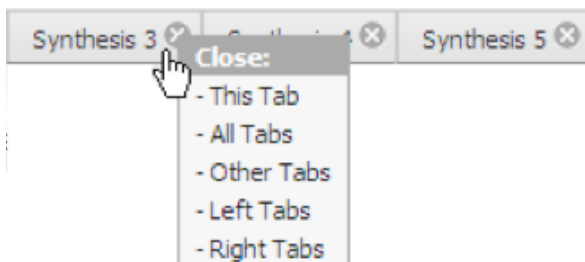 Synthesis 3
Synthesis 5
Close:
- This Tab
- All Tabs
- Other Tabs
- Left Tabs
- Right Tabs